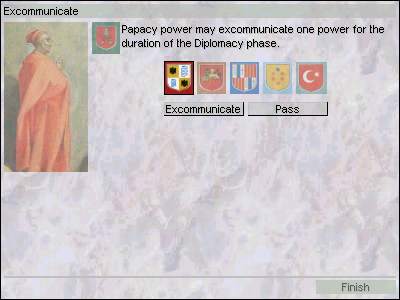 Excommunicate
Papacy power may excommunicate one power for the
duration of the Diplomacy phase.
Excommunicate Pass
Finish